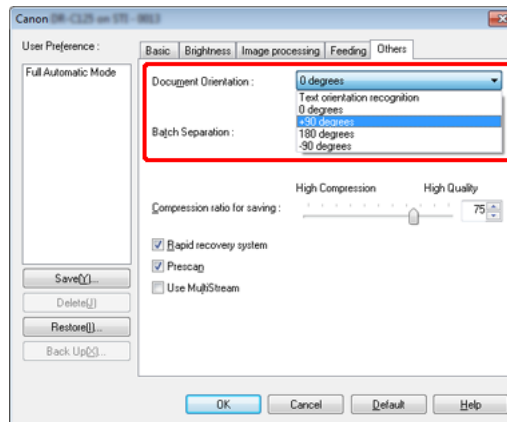 Canon
User Preference :
Full Automatic Mode
Save(Y)...
Delete(J)
Restore(I)...
Back Up(X)...
Basic Brightness Image processing Feeding Others
Document Orientation : 0 degrees
Text orientation recognition
0 degrees
+90 degrees
180 degrees
-90 degrees
Batch Separation :
High Compression High Quality
Compression ratio for saving : 75
Rapid recovery system
Prescan
Use MultiStream
OK Cancel Default Help